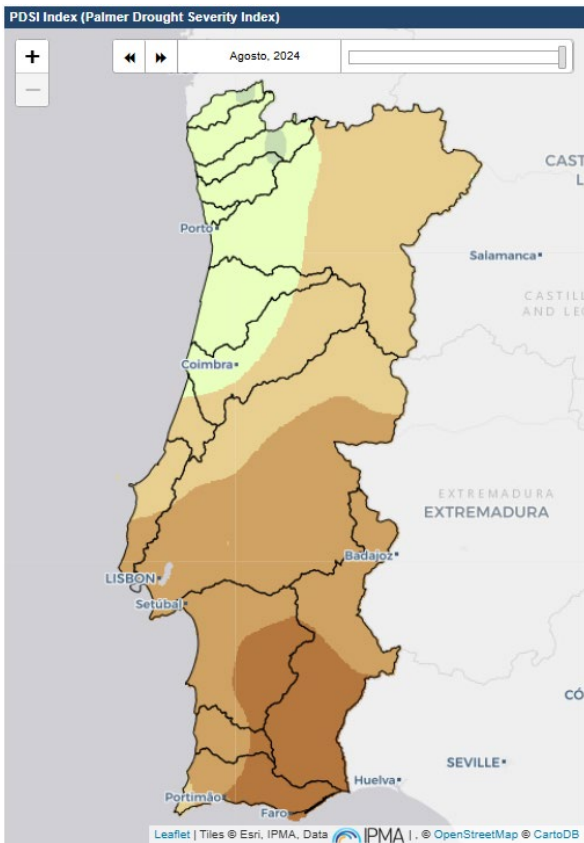 PDSI Index (Palmer Drought Severity Index)
+
Agosto, 2024
−
CAST
L
Porto
Salamanca
CASTILL
AND LEO
Coimbra
EXTREMADURA
EXTREMADURA
Badajoz
LISBON
Setúbal
CÓ
SEVILLE
Huelva
Portimão
Faro
Leaflet | Tiles © Esri, IPMA, Data IPMA | . © OpenStreetMap © CartoDB